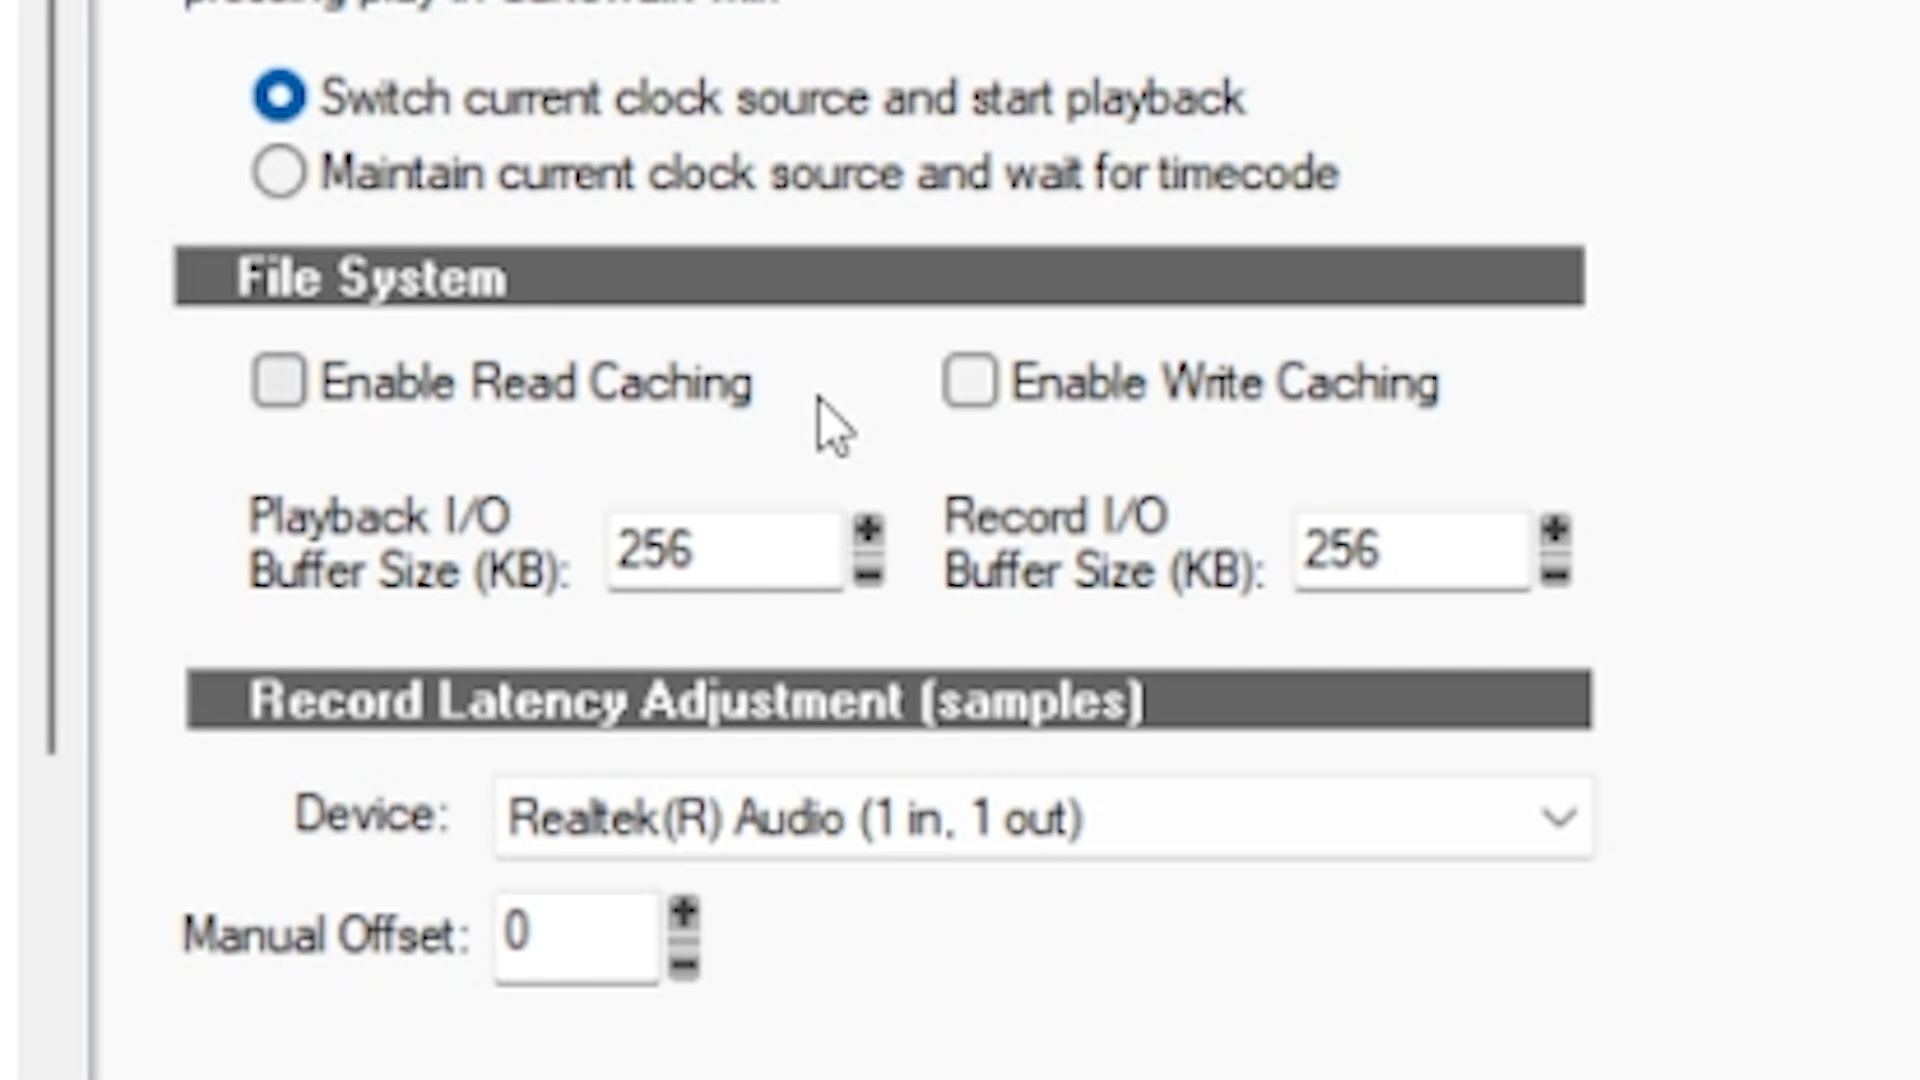 Switch current clock source and start playback
Maintain current clock source and wait for timecode
File System
Enable Read Caching
Enable Write Caching
Playback I/O
Buffer Size (KB):
256
Record I/O
Buffer Size (KB):
256
Record Latency Adjustment (samples)
Device:
Realtek(R) Audio (1 in, 1 out)
Manual Offset:
0